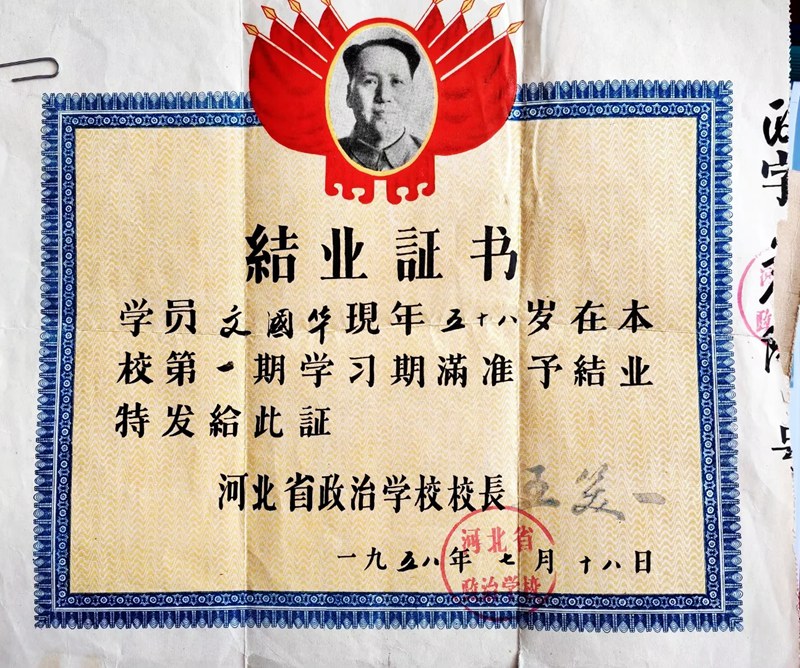 結业証书
学员文國华現年五十八岁在本
校第一期学习期滿准予結业
特发給此証
河北省政治学校校長 王奚一
一九五八年七月十八日
河北省
政治学校